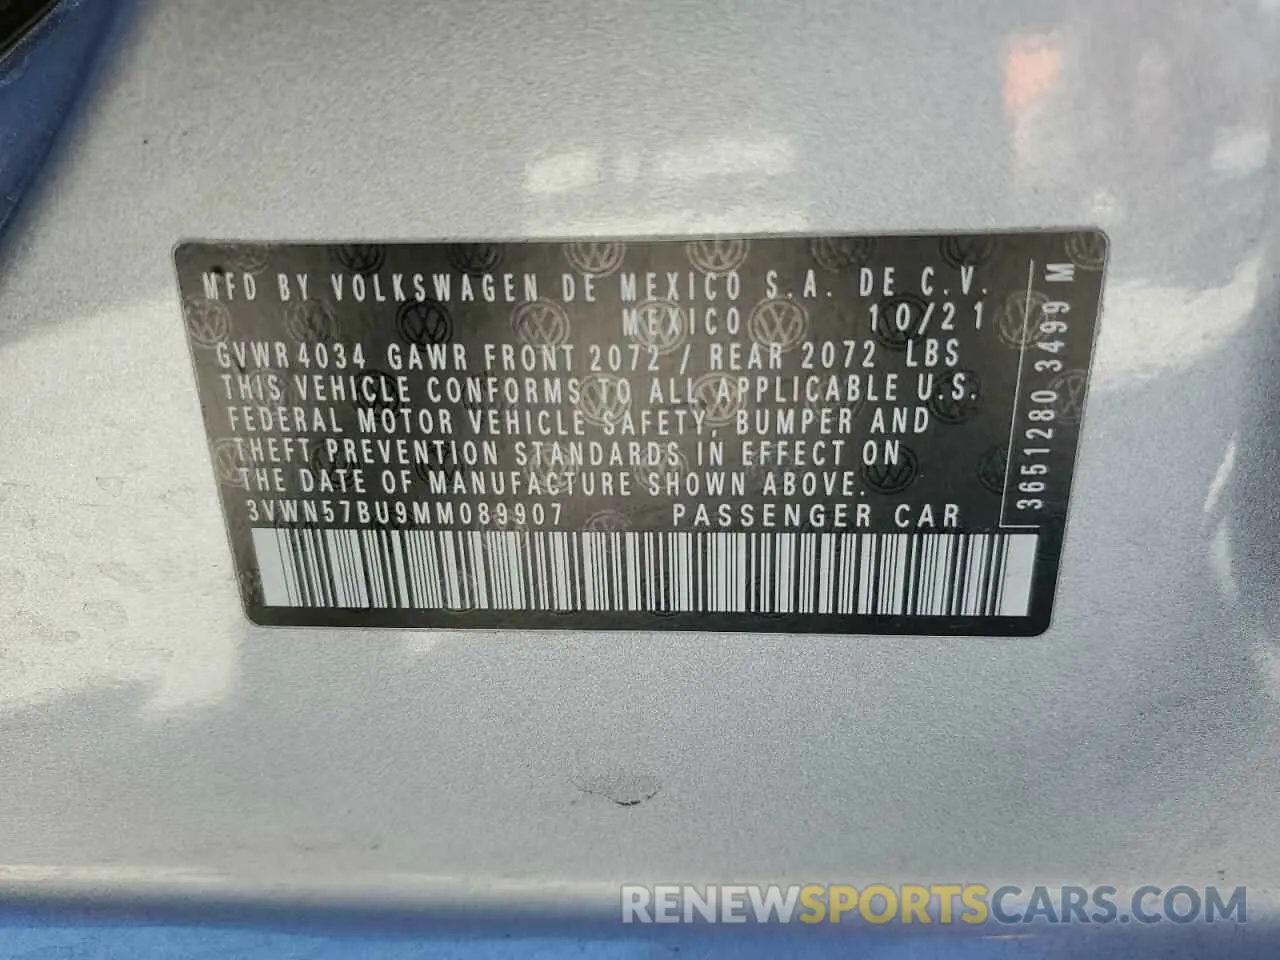 MFD BY VOLKSWAGEN DE MEXICO S.A. DE C.V.
MEXICO 10/21
GVWR 4034 GAWR FRONT 2072 / REAR 2072 LBS
THIS VEHICLE CONFORMS TO ALL APPLICABLE U.S.
FEDERAL MOTOR VEHICLE SAFETY, BUMPER AND
THEFT PREVENTION STANDARDS IN EFFECT ON
THE DATE OF MANUFACTURE SHOWN ABOVE.
3VWN57BU9MM089907 PASSENGER CAR
3651280 3499 M
RENEWSPORTSCARS.COM